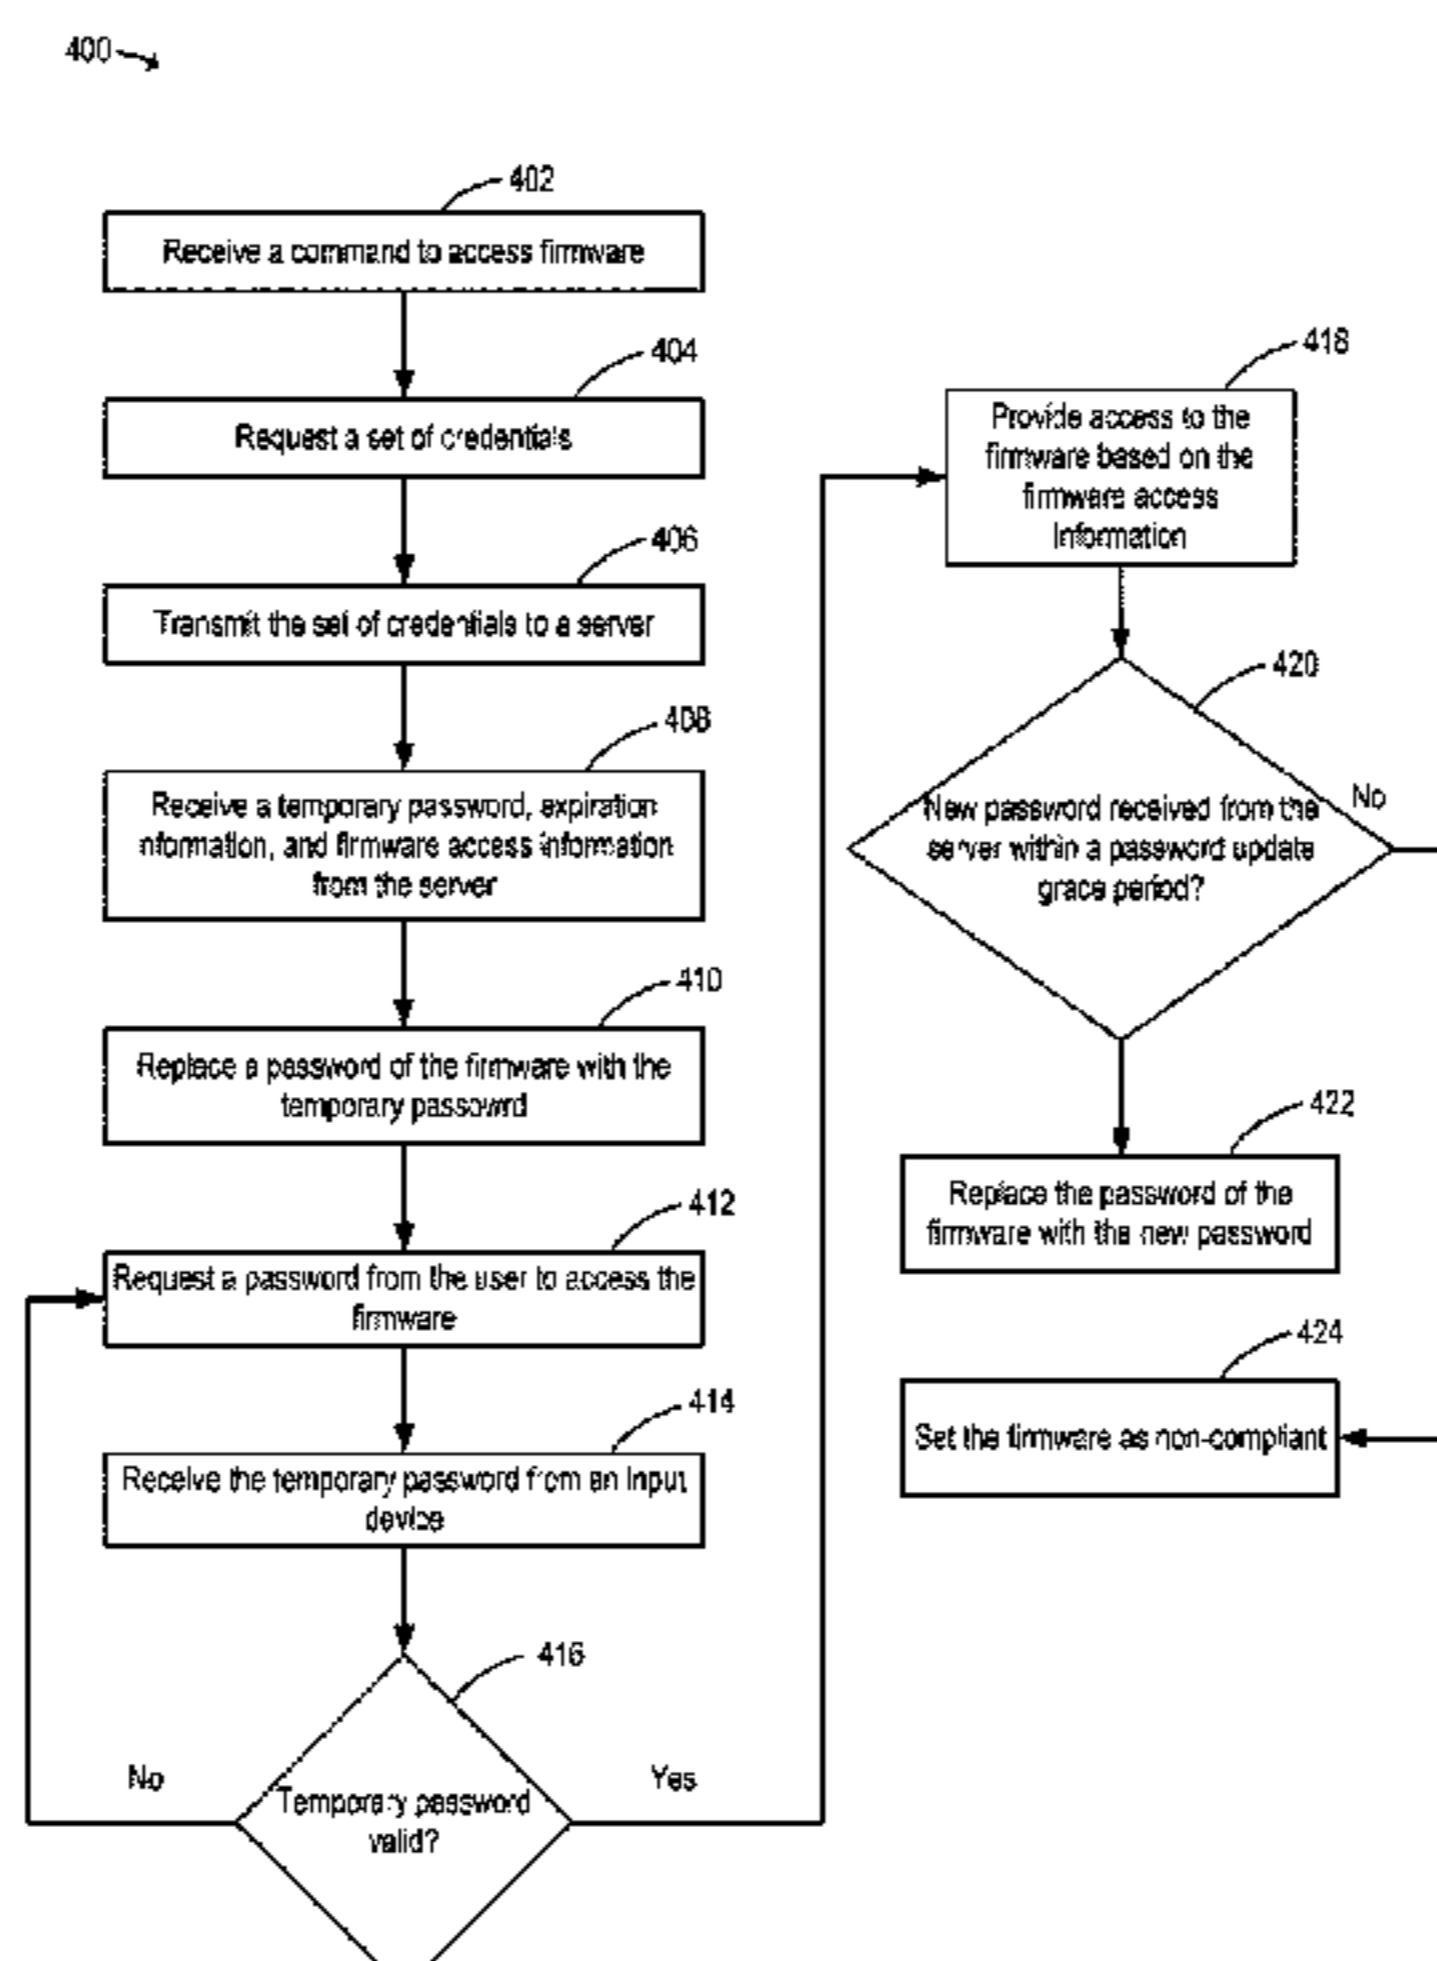 400
402
Receive a command to access firmware
404
Request a set of credentials
406
Transmit the set of credentials to a server
408
Receive a temporary password, expiration
information, and firmware access information
from the server
410
Replace a password of the firmware with the
temporary passowrd
412
Request a password from the user to access the
firmware
414
Receive the temporary password from an input
device
416
Temporary password
valid?
No
Yes
418
Provide access to the
firmware based on the
firmware access
information
420
New password received from the
server within a password update
grace period?
No
422
Replace the password of the
firmware with the new password
424
Set the firmware as non-compliant